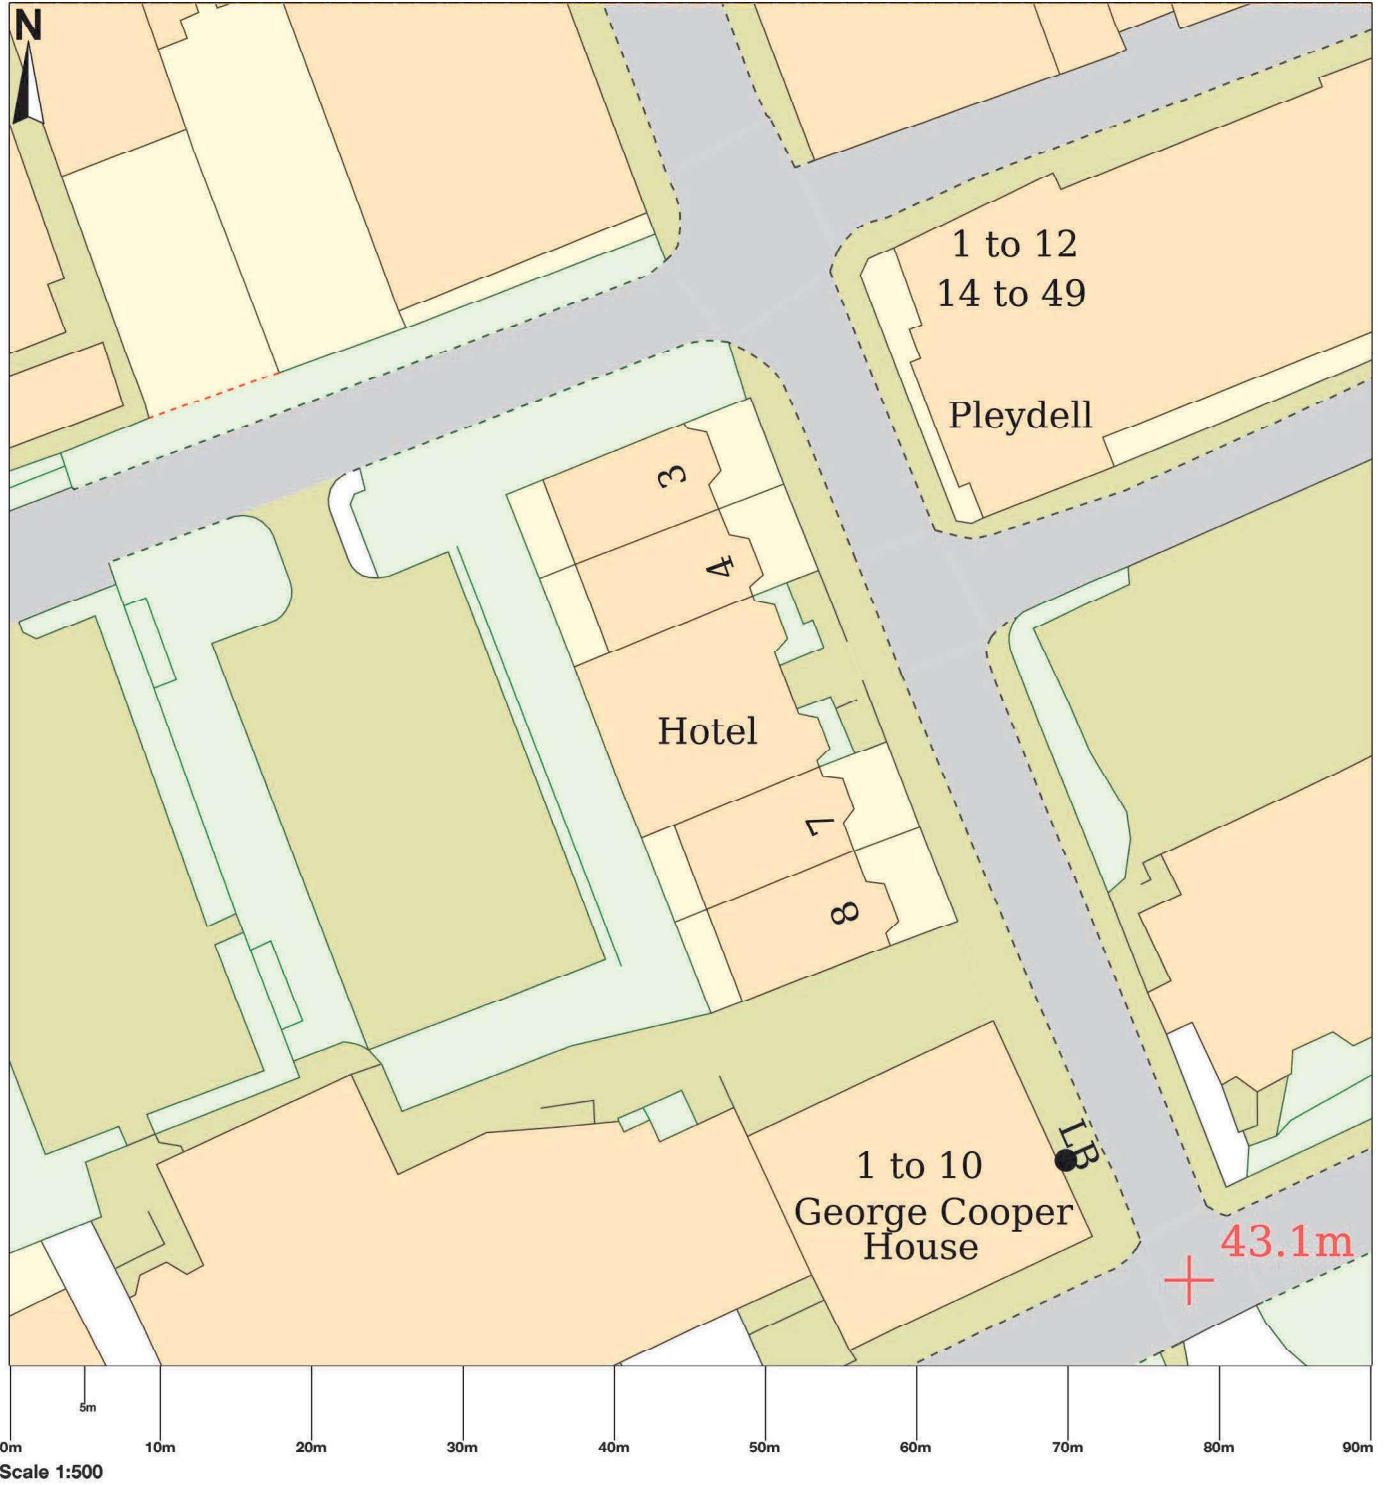 N
1 to 12
14 to 49
Pleydell
3
4
Hotel
7
8
LB
1 to 10
George Cooper
House
43.1m
5m
0m 10m 20m 30m 40m 50m 60m 70m 80m 90m
Scale 1:500